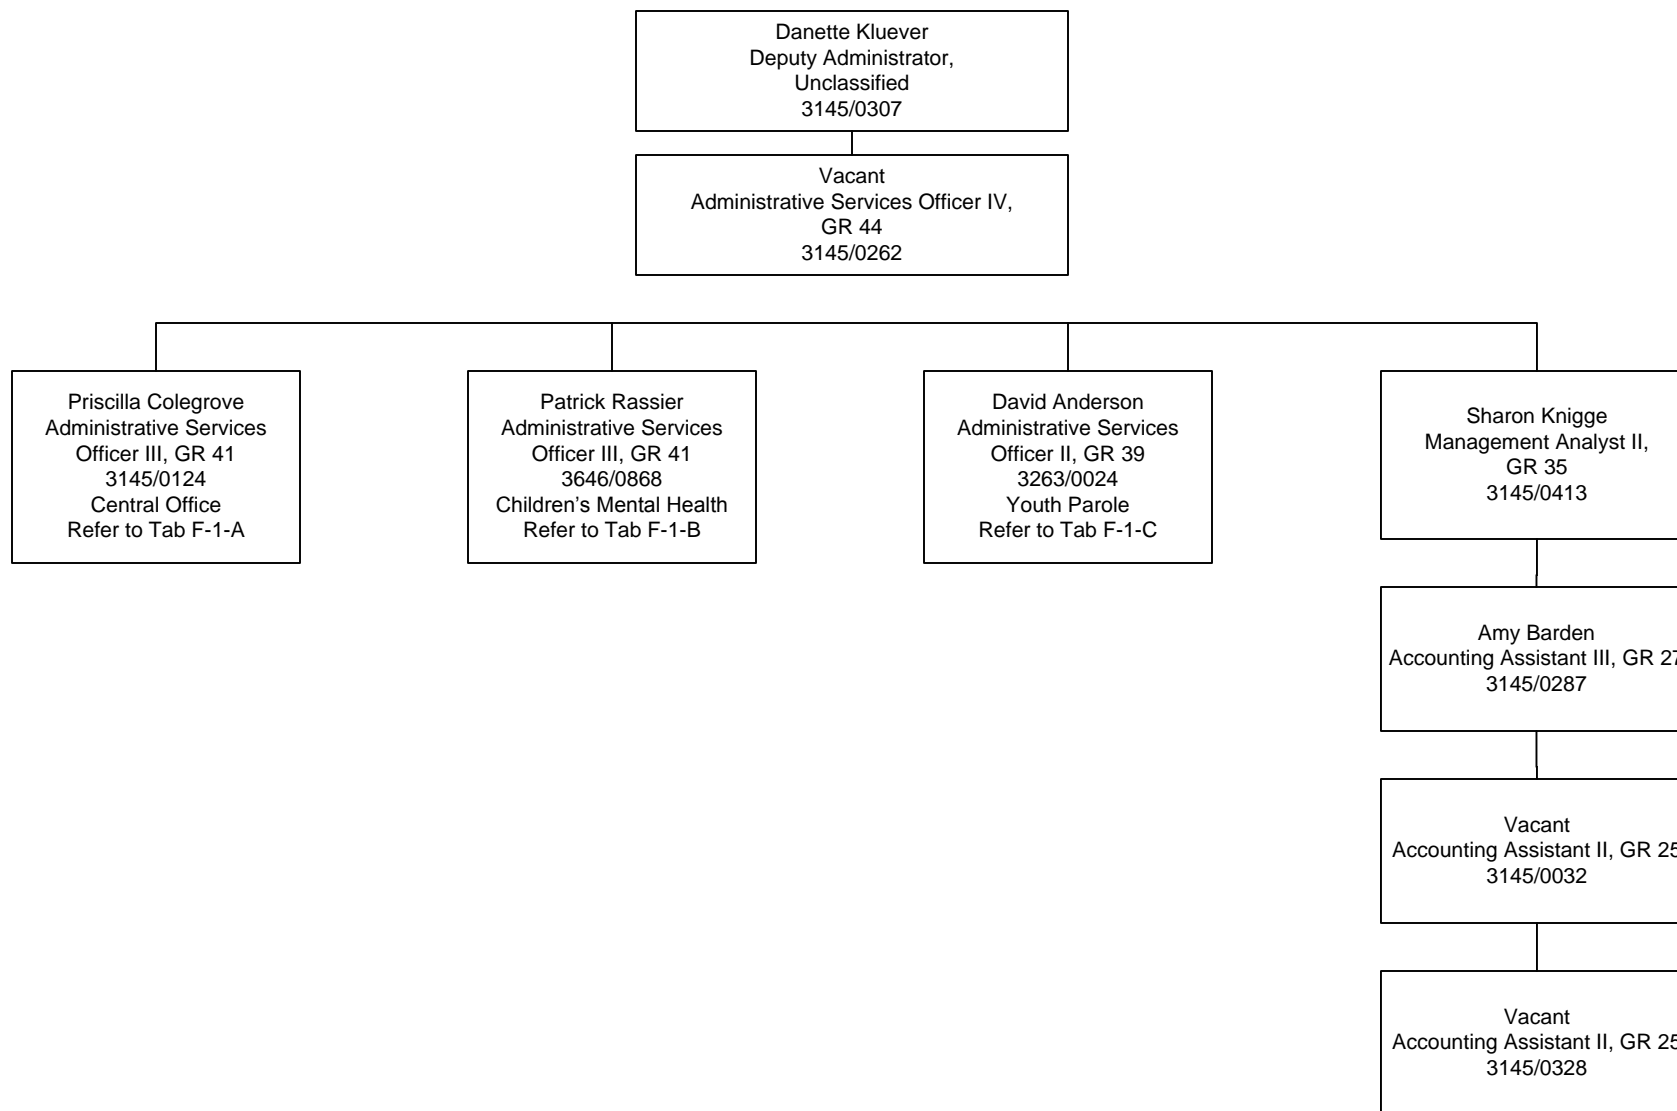 Danette Kluever
Deputy Administrator,
Unclassified
3145/0307
Vacant
Administrative Services Officer IV,
GR 44
3145/0262
Priscilla Colegrove
Administrative Services
Officer III, GR 41
3145/0124
Central Office
Refer to Tab F-1-A
Patrick Rassier
Administrative Services
Officer III, GR 41
3646/0868
Children’s Mental Health
Refer to Tab F-1-B
David Anderson
Administrative Services
Officer II, GR 39
3263/0024
Youth Parole
Refer to Tab F-1-C
Sharon Knigge
Management Analyst II,
GR 35
3145/0413
Amy Barden
Accounting Assistant III, GR 27
3145/0287
Vacant
Accounting Assistant II, GR 25
3145/0032
Vacant
Accounting Assistant II, GR 25
3145/0328